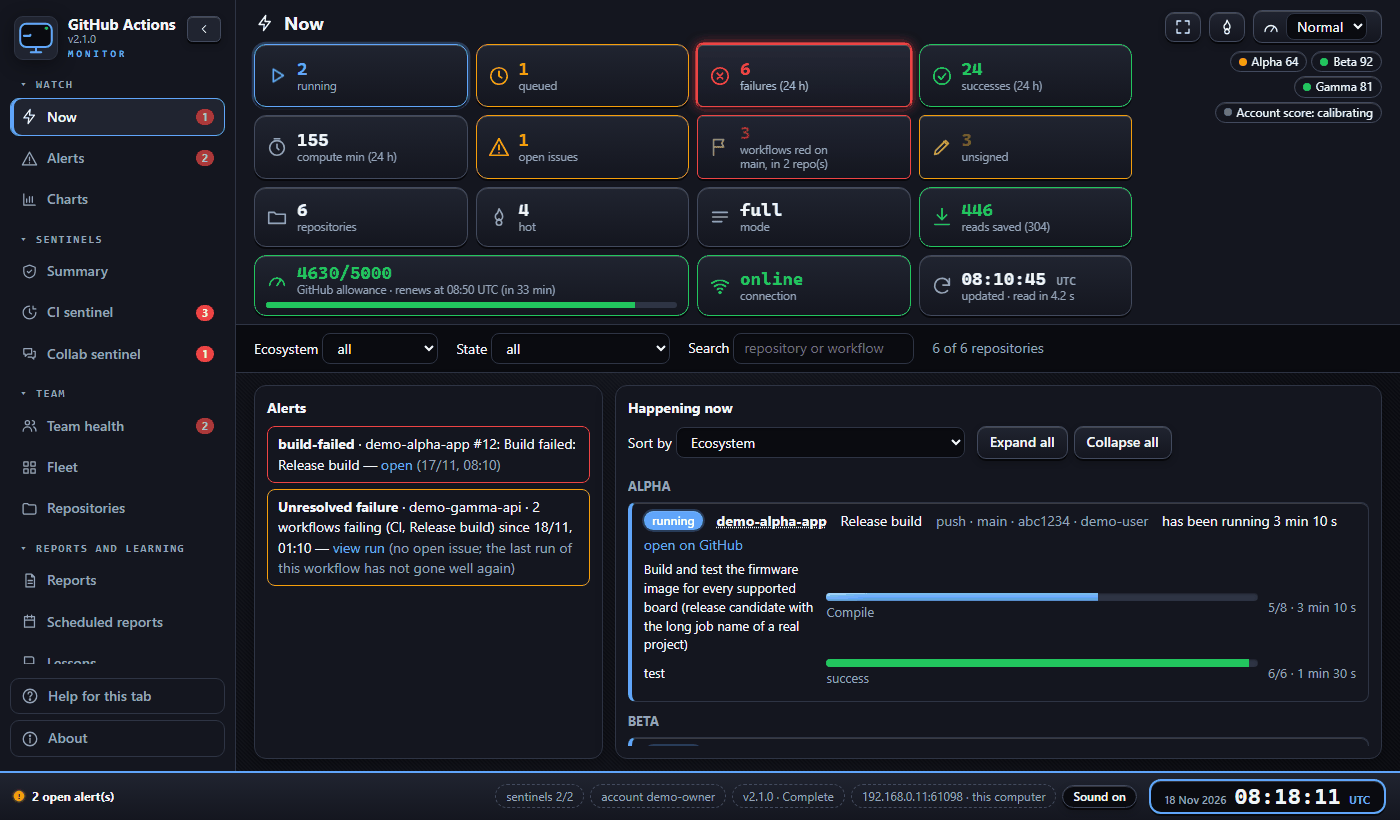 GitHub Actions
v2.1.0
MONITOR
WATCH
Now 1
Alerts 2
Charts
SENTINELS
Summary
CI sentinel 3
Collab sentinel 1
TEAM
Team health 2
Fleet
Repositories
REPORTS AND LEARNING
Reports
Scheduled reports
Lessons
Help for this tab
About
Now
Normal
Alpha 64
Beta 92
Gamma 81
Account score: calibrating
2
running
1
queued
6
failures (24 h)
24
successes (24 h)
155
compute min (24 h)
1
open issues
3
workflows red on
main, in 2 repo(s)
3
unsigned
6
repositories
4
hot
full
mode
446
reads saved (304)
4630/5000
GitHub allowance · renews at 08:50 UTC (in 33 min)
online
connection
08:10:45 UTC
updated · read in 4.2 s
Ecosystem all
State all
Search repository or workflow
6 of 6 repositories
Alerts
build-failed · demo-alpha-app #12: Build failed:
Release build — open (17/11, 08:10)
Unresolved failure · demo-gamma-api · 2
workflows failing (CI, Release build) since 18/11,
01:10 — view run (no open issue; the last run of
this workflow has not gone well again)
Happening now
Sort by Ecosystem
Expand all
Collapse all
ALPHA
running demo-alpha-app Release build push · main · abc1234 · demo-user has been running 3 min 10 s
open on GitHub
Build and test the firmware
image for every supported
board (release candidate with
the long job name of a real
project)
Compile
5/8 · 3 min 10 s
test
success
6/6 · 1 min 30 s
BETA
2 open alert(s)
sentinels 2/2
account demo-owner
v2.1.0 · Complete
192.168.0.11:61098 · this computer
Sound on
18 Nov 2026 08:18:11 UTC